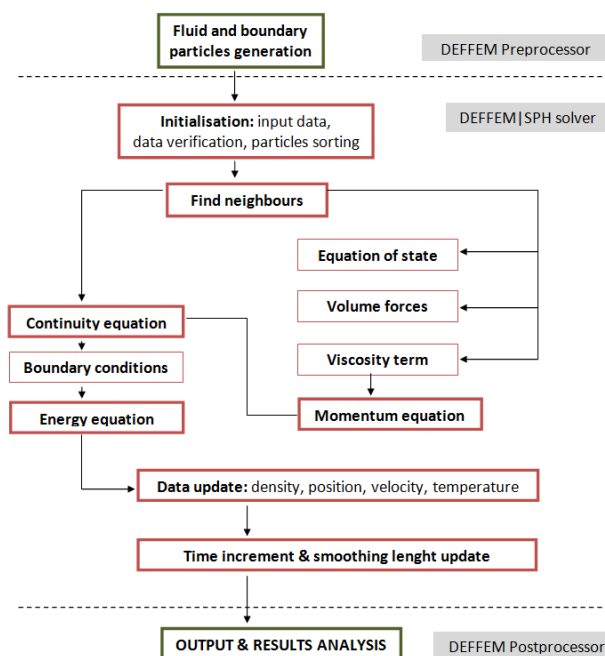 Fluid and boundary
particles generation
DEFFEM Preprocessor
Initialisation: input data,
data verification, particles sorting
DEFFEM|SPH solver
Find neighbours
Equation of state
Volume forces
Continuity equation
Viscosity term
Boundary conditions
Energy equation
Momentum equation
Data update: density, position, velocity, temperature
Time increment & smoothing lenght update
OUTPUT & RESULTS ANALYSIS
DEFFEM Postprocessor